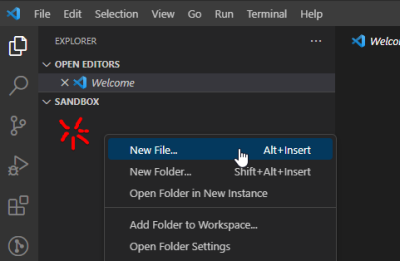 File Edit Selection View Go Run Terminal Help
EXPLORER ···
OPEN EDITORS
Welcome
SANDBOX
New File... Alt+Insert
New Folder... Shift+Alt+Insert
Open Folder in New Instance
Add Folder to Workspace...
Open Folder Settings